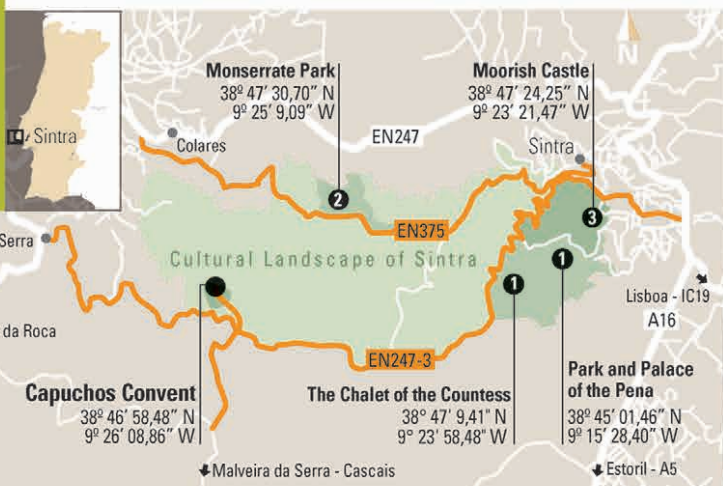 Sintra
Monserrate Park
38º 47’ 30,70” N
9º 25’ 9,09” W
Moorish Castle
38º 47’ 24,25” N
9º 23’ 21,47” W
N
EN247
Colares
Sintra
2
3
EN375
Serra
Cultural Landscape of Sintra
1
1
Lisboa - IC19
A16
da Roca
EN247-3
Capuchos Convent
38º 46’ 58,48” N
9º 26’ 08,86” W
The Chalet of the Countess
38° 47' 9,41" N
9° 23' 58,48" W
Park and Palace
of the Pena
38º 45’ 01,46” N
9º 15’ 28,40” W
Malveira da Serra - Cascais
Estoril - A5